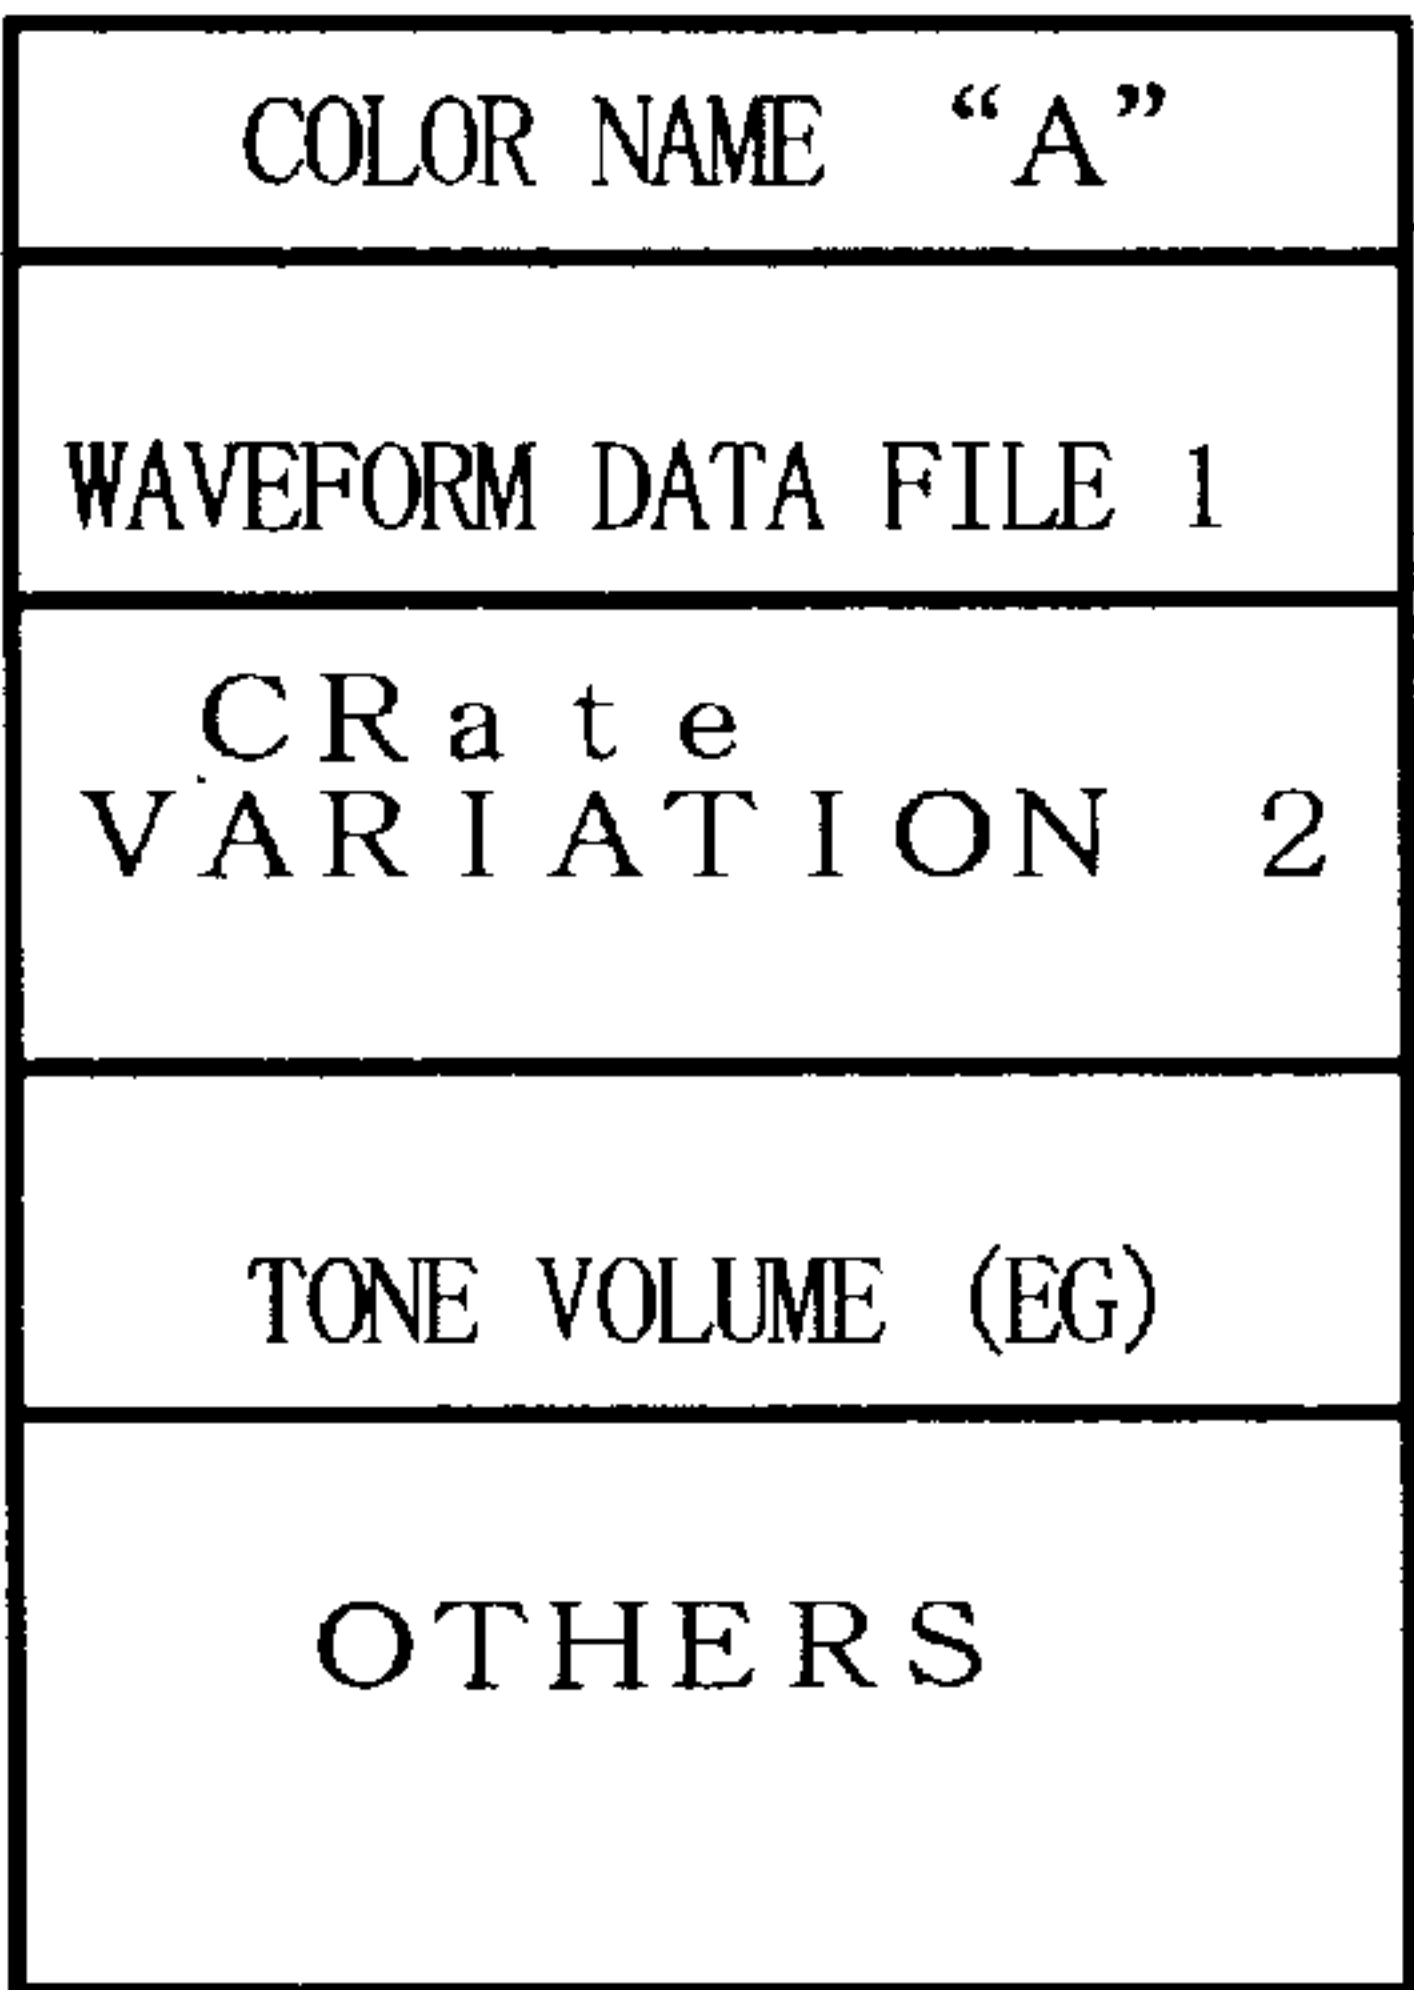 COLOR NAME “A”
WAVEFORM DATA FILE 1
CRate
VARIATION 2
TONE VOLUME (EG)
OTHERS